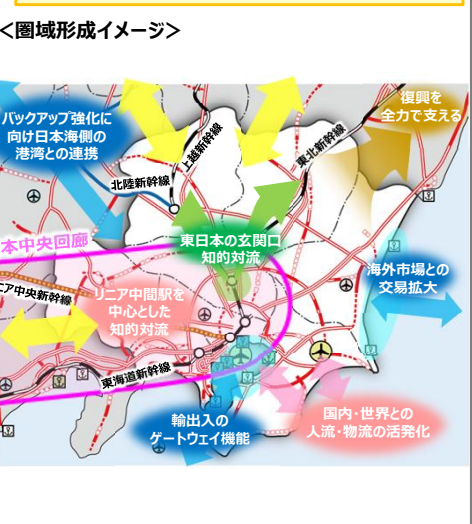 <圏域形成イメージ>
バックアップ強化に
向け日本海側の
港湾との連携
復興を
全力で支える
上越新幹線
東北新幹線
北陸新幹線
東日本の玄関口
知的対流
本中央回廊
海外市場との
交易拡大
ニア中央新幹線
リニア中間駅を
中心とした
知的対流
東海道新幹線
輸出入の
ゲートウェイ機能
国内・世界との
人流・物流の活発化